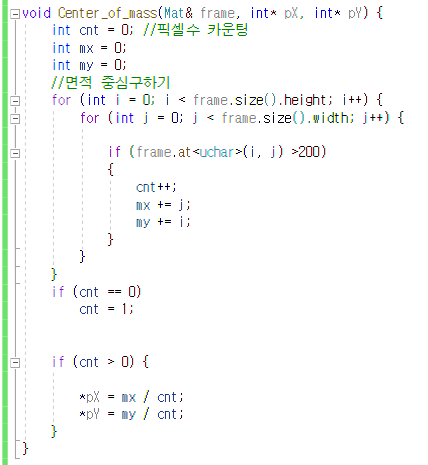 void Center_of_mass(Mat& frame, int* pX, int* pY) {
    int cnt = 0; //픽셀수 카운팅
    int mx = 0;
    int my = 0;
    //면적 중심구하기
    for (int i = 0; i < frame.size().height; i++) {
        for (int j = 0; j < frame.size().width; j++) {

            if (frame.at<uchar>(i, j) >200)
            {
                cnt++;
                mx += j;
                my += i;
            }
        }
    }
    if (cnt == 0)
        cnt = 1;


    if (cnt > 0) {

        *pX = mx / cnt;
        *pY = my / cnt;
    }
}